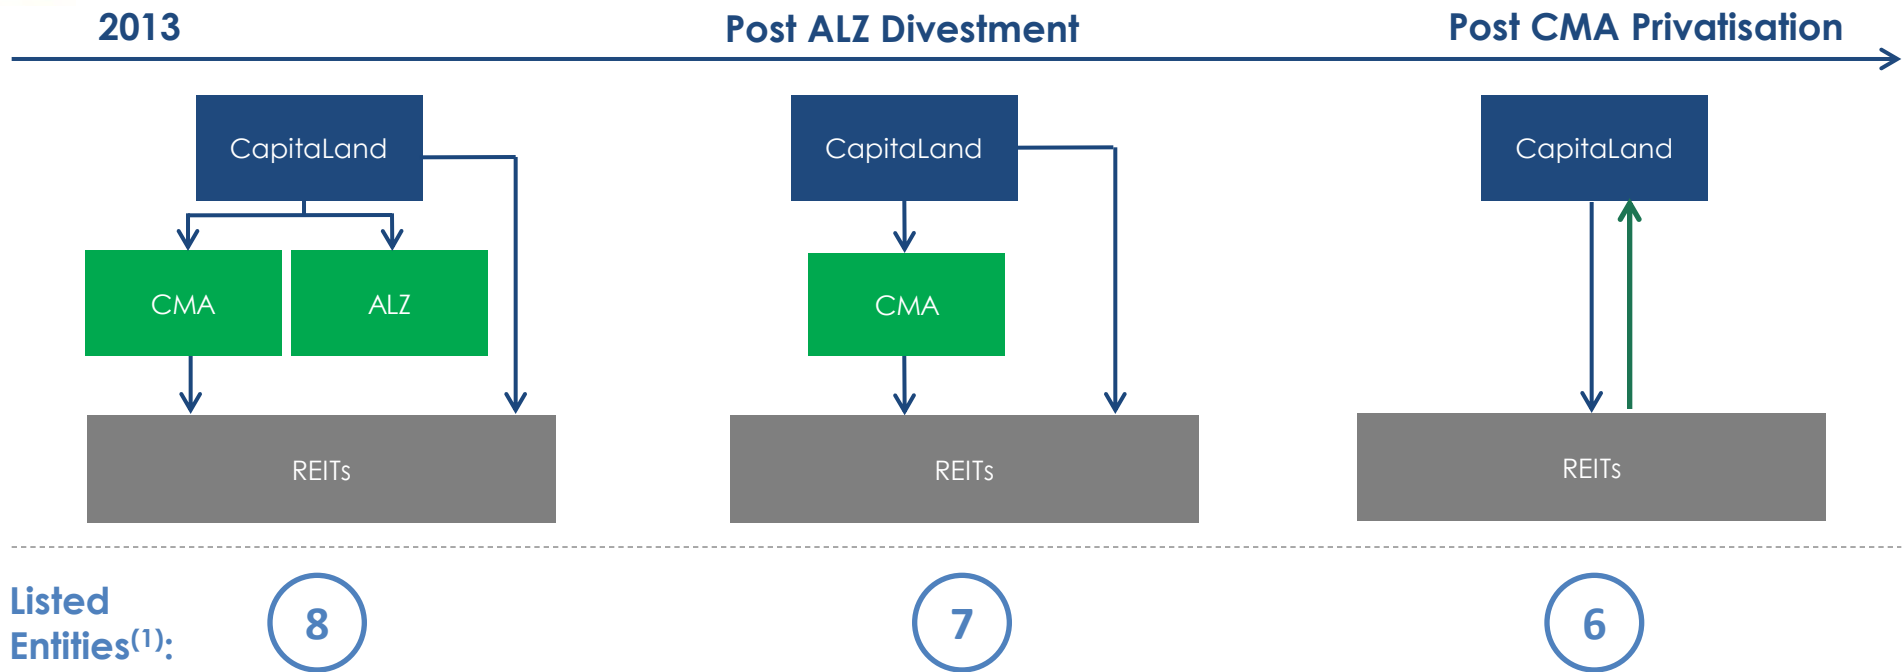 2013
Post ALZ Divestment
Post CMA Privatisation
CapitaLand
CapitaLand
CapitaLand
CMA
ALZ
CMA
REITs
REITs
REITs
Listed
Entities(1):
8
7
6